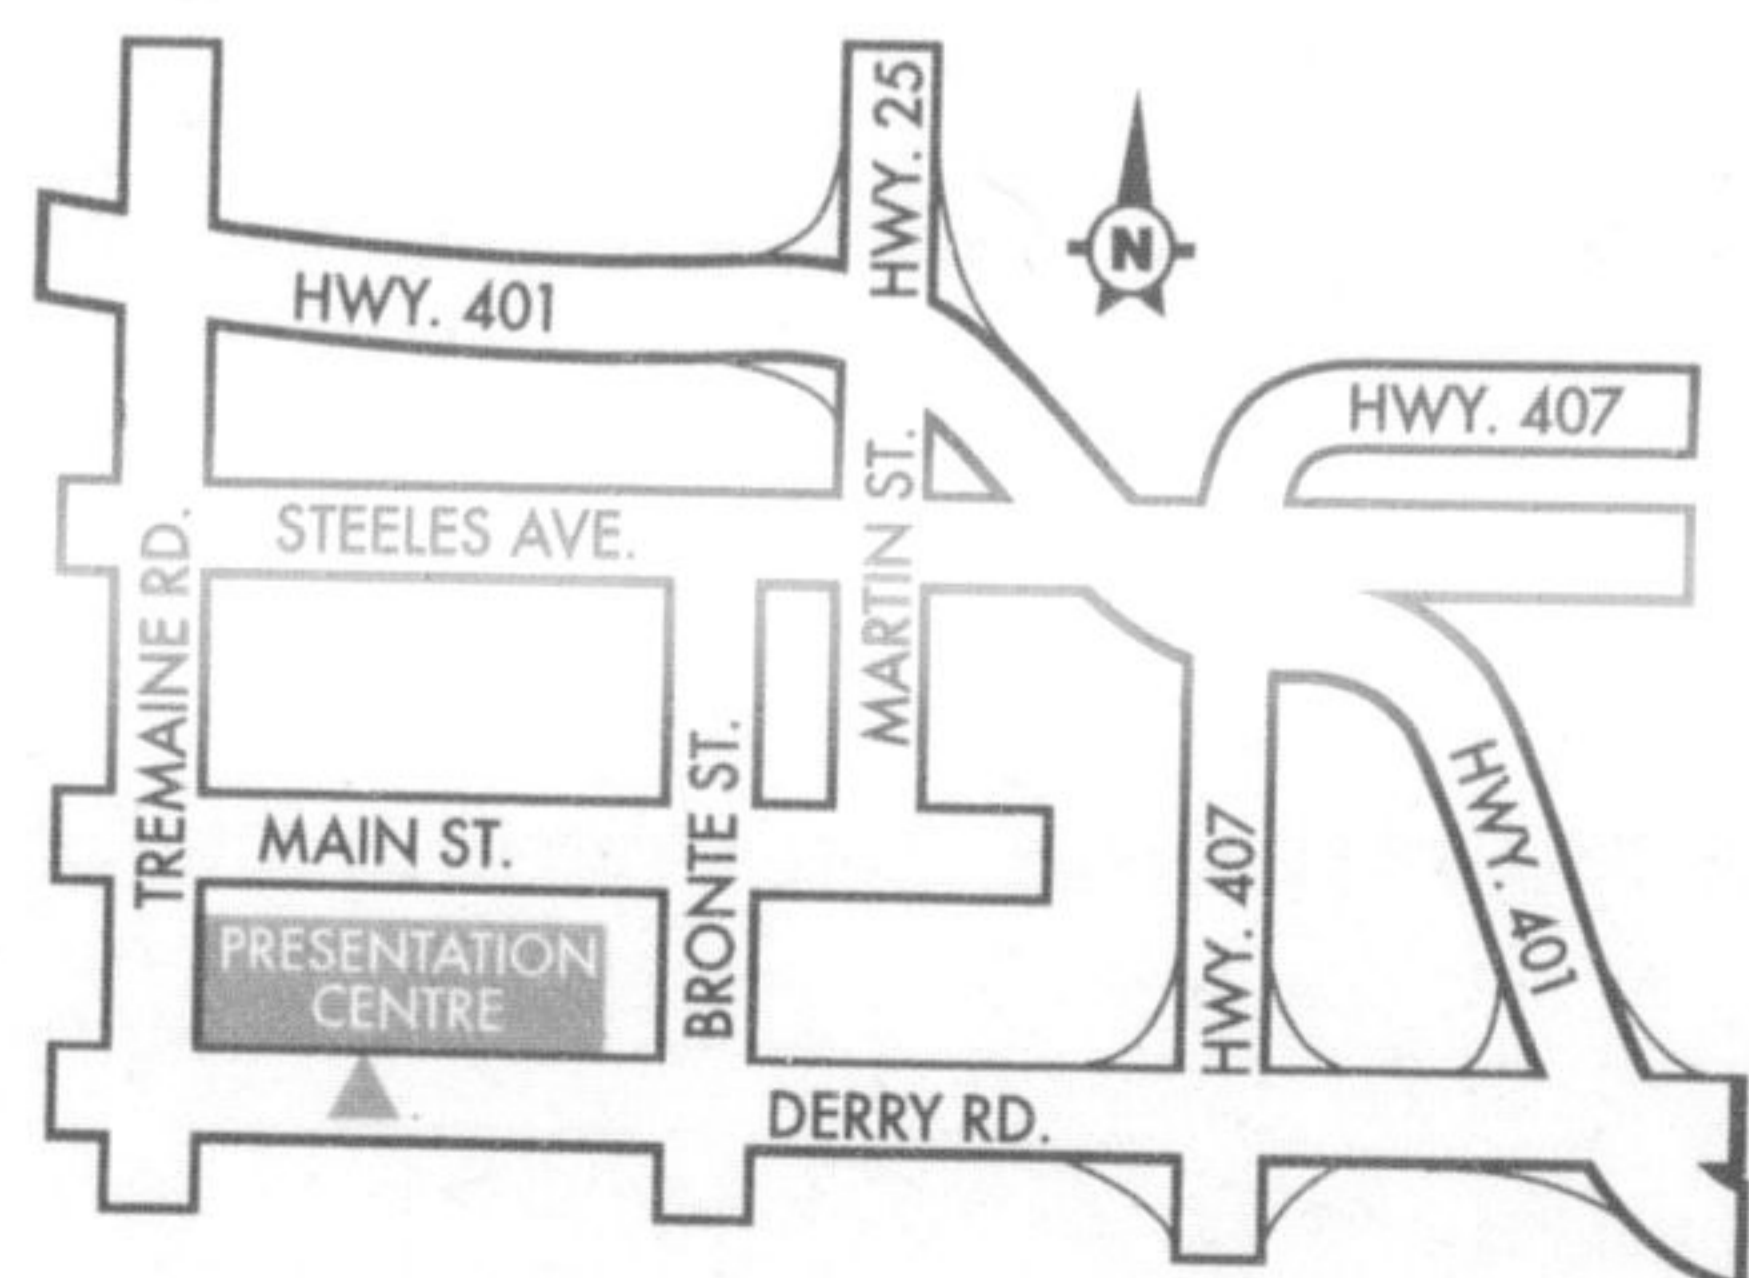 HWY. 25
N
HWY. 401
HWY. 407
MARTIN ST.
STEELES AVE.
TREMAINE RD.
BRONTE ST.
HWY. 401
MAIN ST.
HWY. 407
PRESENTATION
CENTRE
DERRY RD.